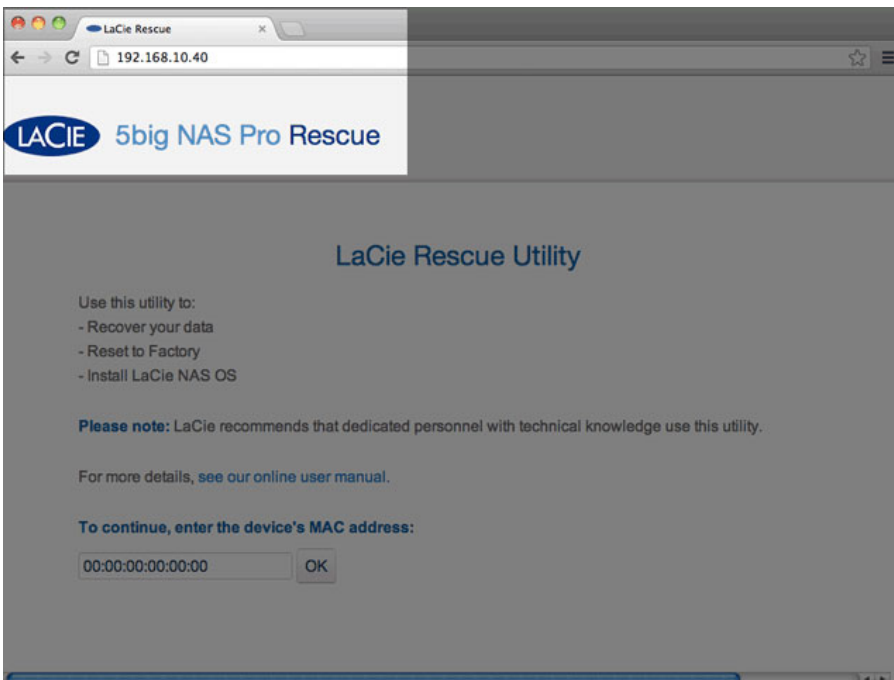 LaCie Rescue
192.168.10.40
LACIE 5big NAS Pro Rescue
LaCie Rescue Utility
Use this utility to:
- Recover your data
- Reset to Factory
- Install LaCie NAS OS
Please note: LaCie recommends that dedicated personnel with technical knowledge use this utility.
For more details, see our online user manual.
To continue, enter the device's MAC address:
00:00:00:00:00:00 OK